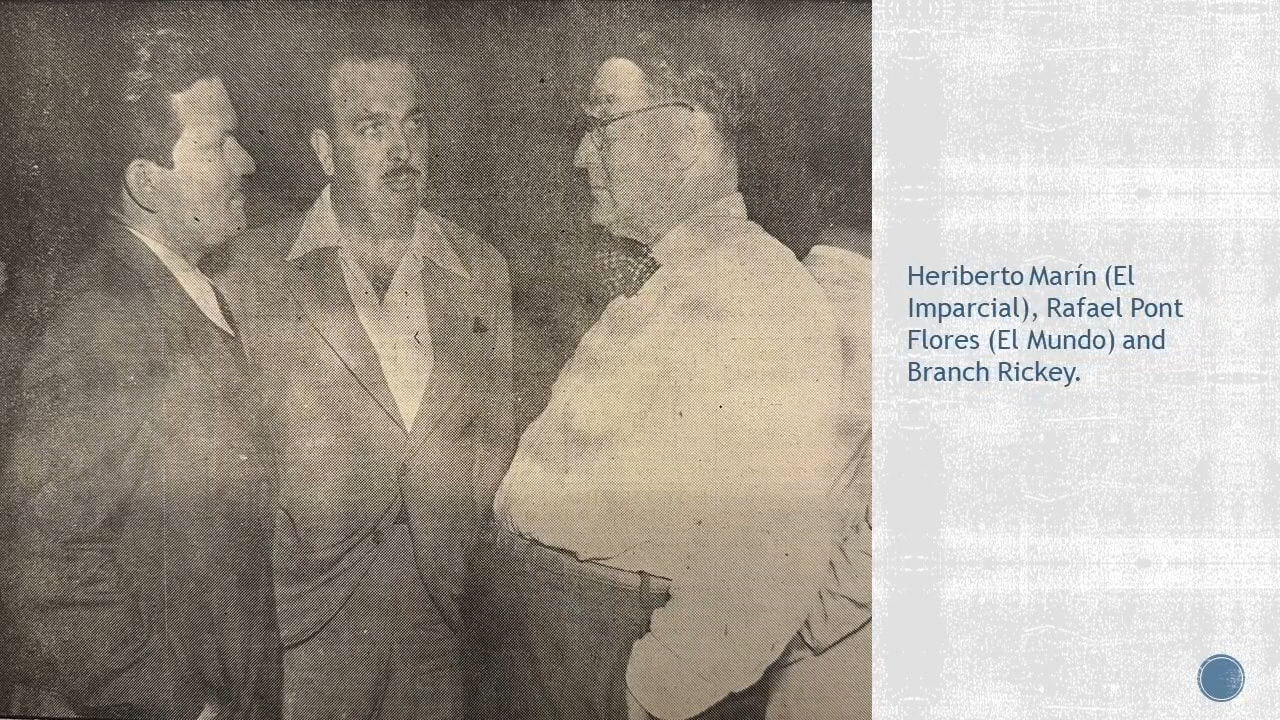 Heriberto Marín (El
Imparcial), Rafael Pont
Flores (El Mundo) and
Branch Rickey.